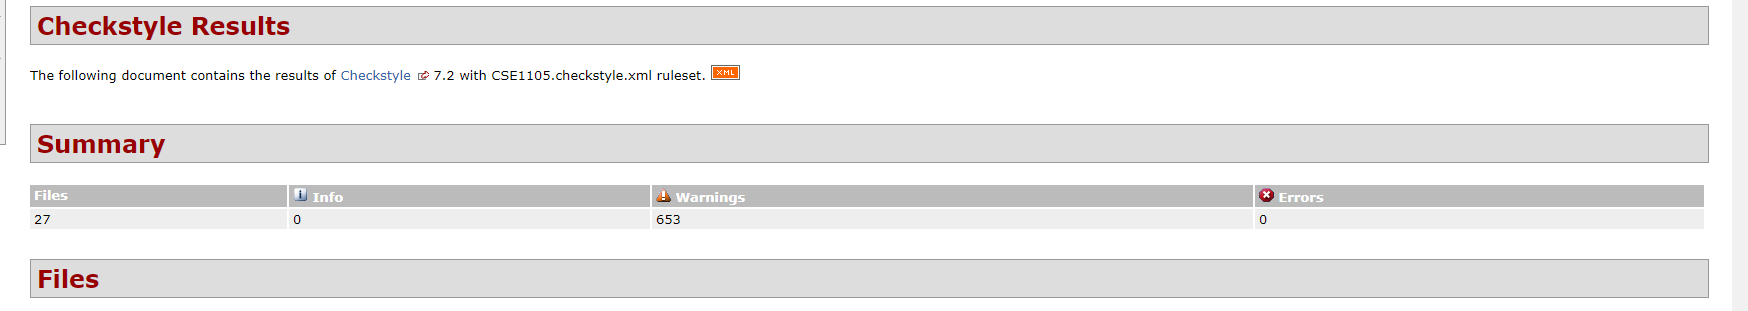 Checkstyle Results
The following document contains the results of Checkstyle 7.2 with CSE1105.checkstyle.xml ruleset. XML
Summary
Files Info Warnings Errors
27 0 653 0
Files